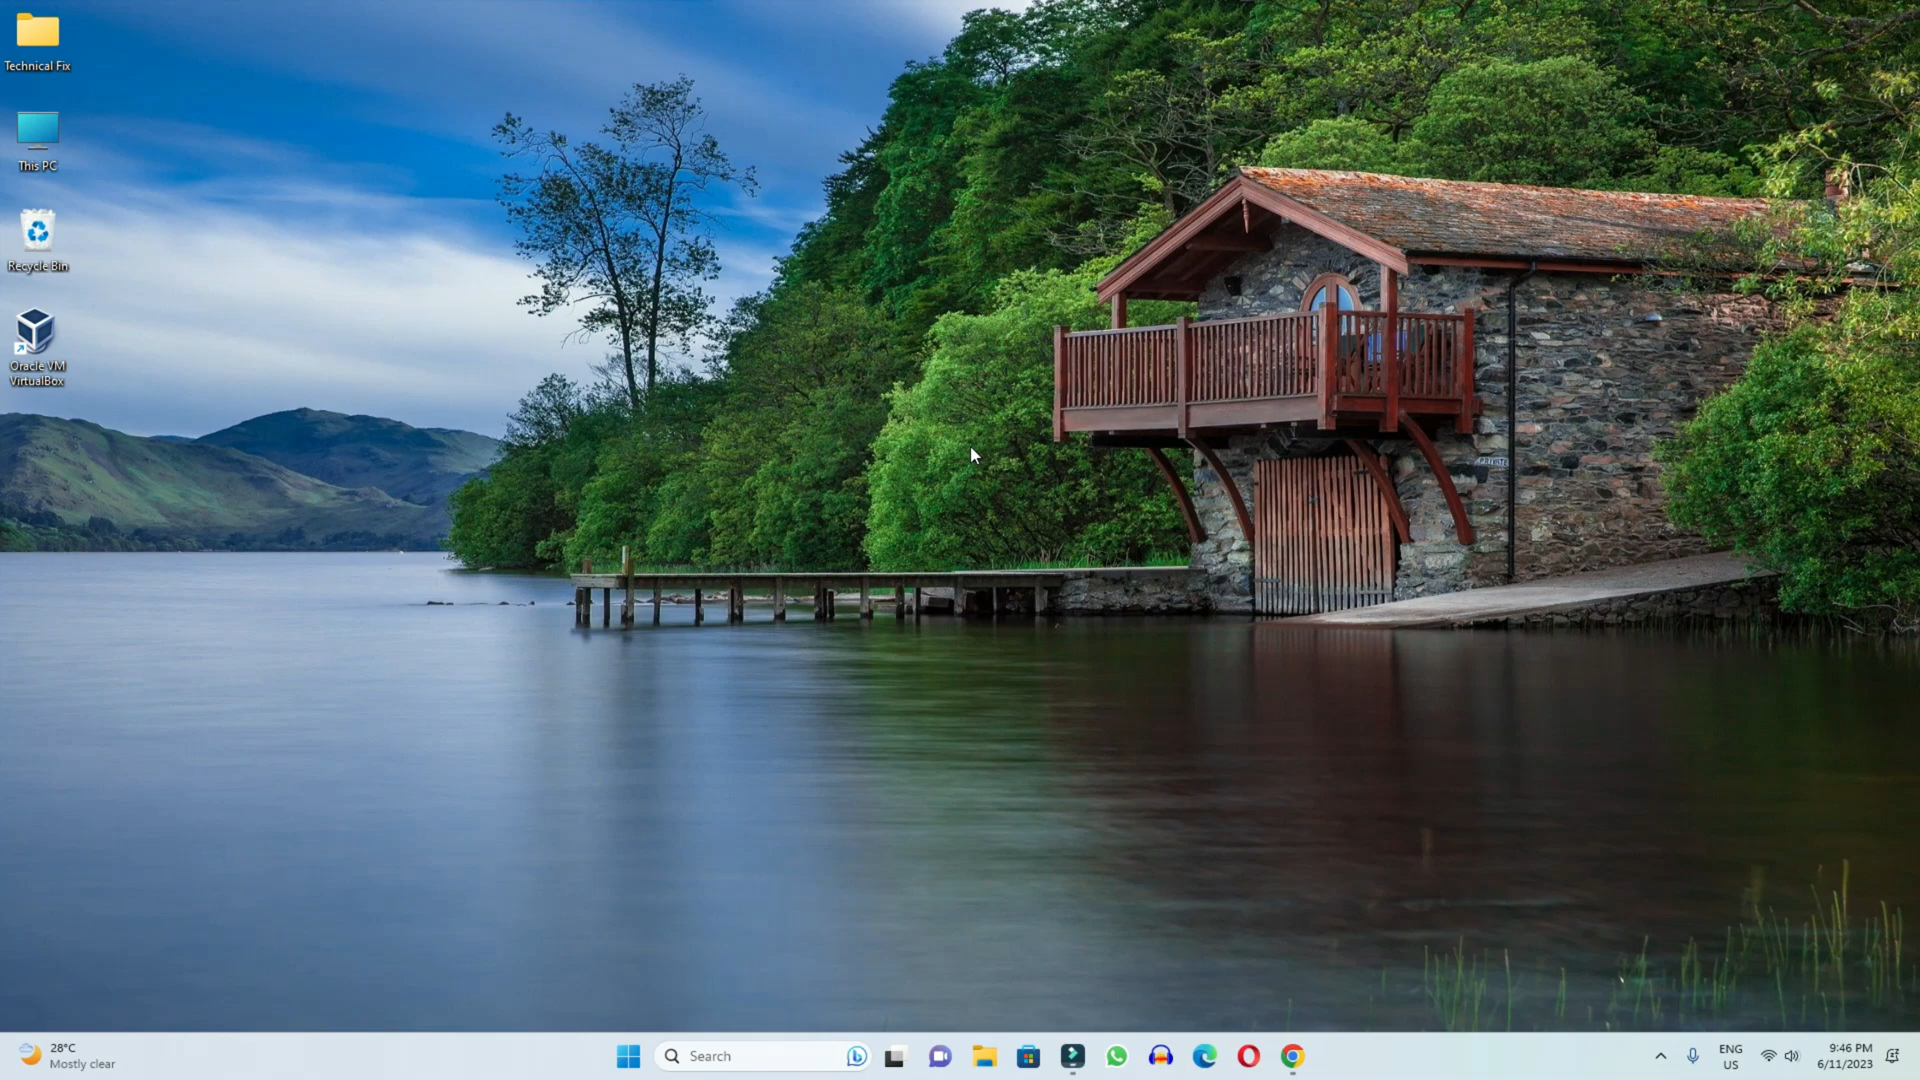 Technical Fix
This PC
Recycle Bin
Oracle VM
VirtualBox
28°C
Mostly clear
Search
ENG
US
9:46 PM
6/11/2023